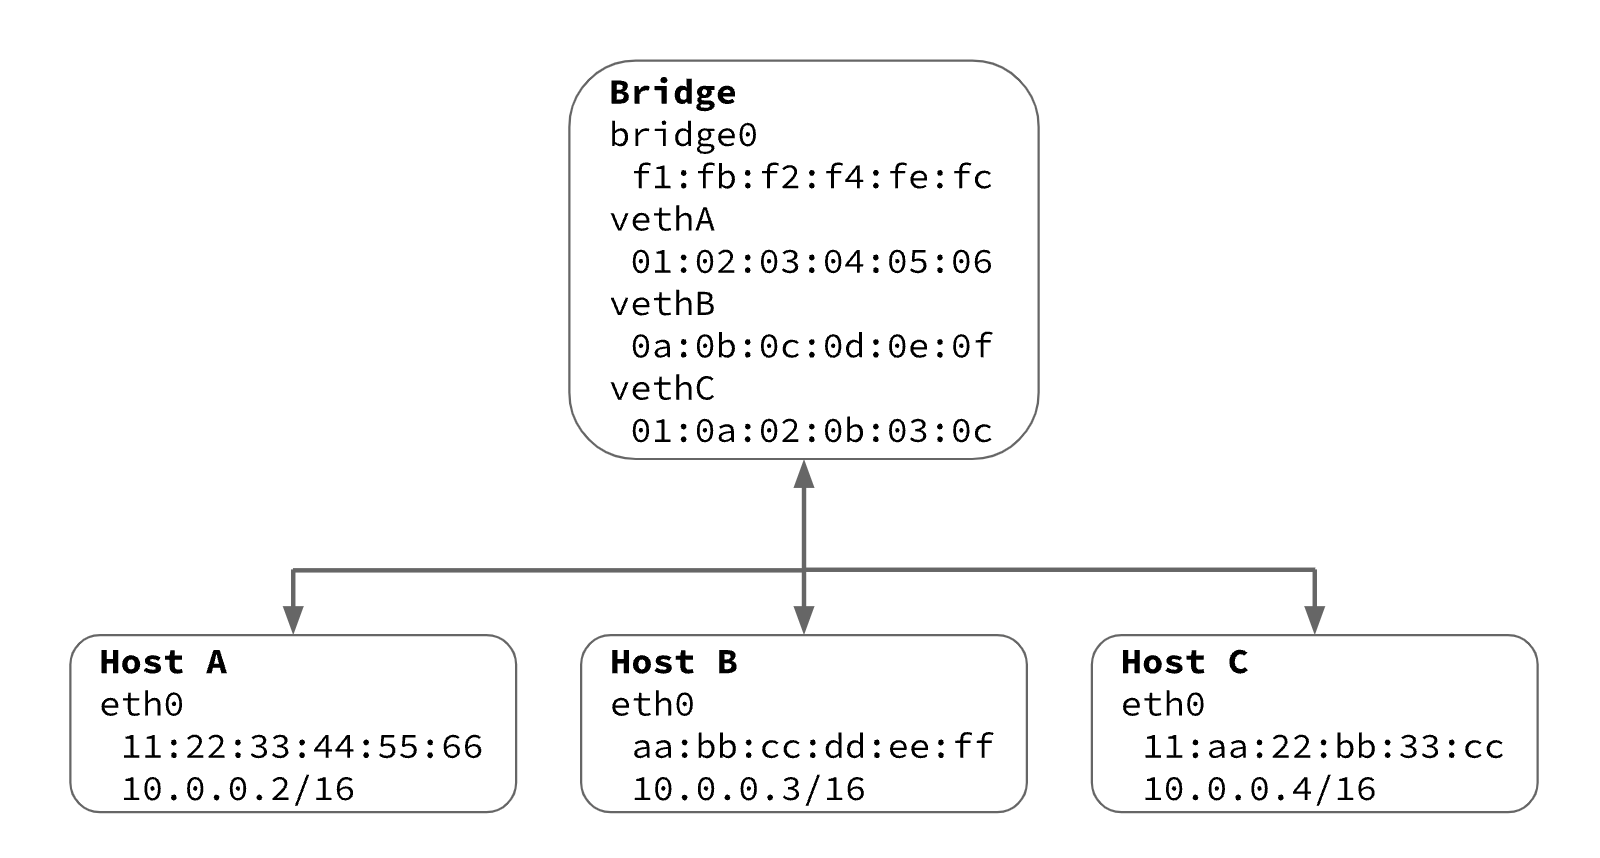 Bridge
bridge0
f1:fb:f2:f4:fe:fc
vethA
01:02:03:04:05:06
vethB
0a:0b:0c:0d:0e:0f
vethC
01:0a:02:0b:03:0c
Host A
eth0
11:22:33:44:55:66
10.0.0.2/16
Host B
eth0
aa:bb:cc:dd:ee:ff
10.0.0.3/16
Host C
eth0
11:aa:22:bb:33:cc
10.0.0.4/16